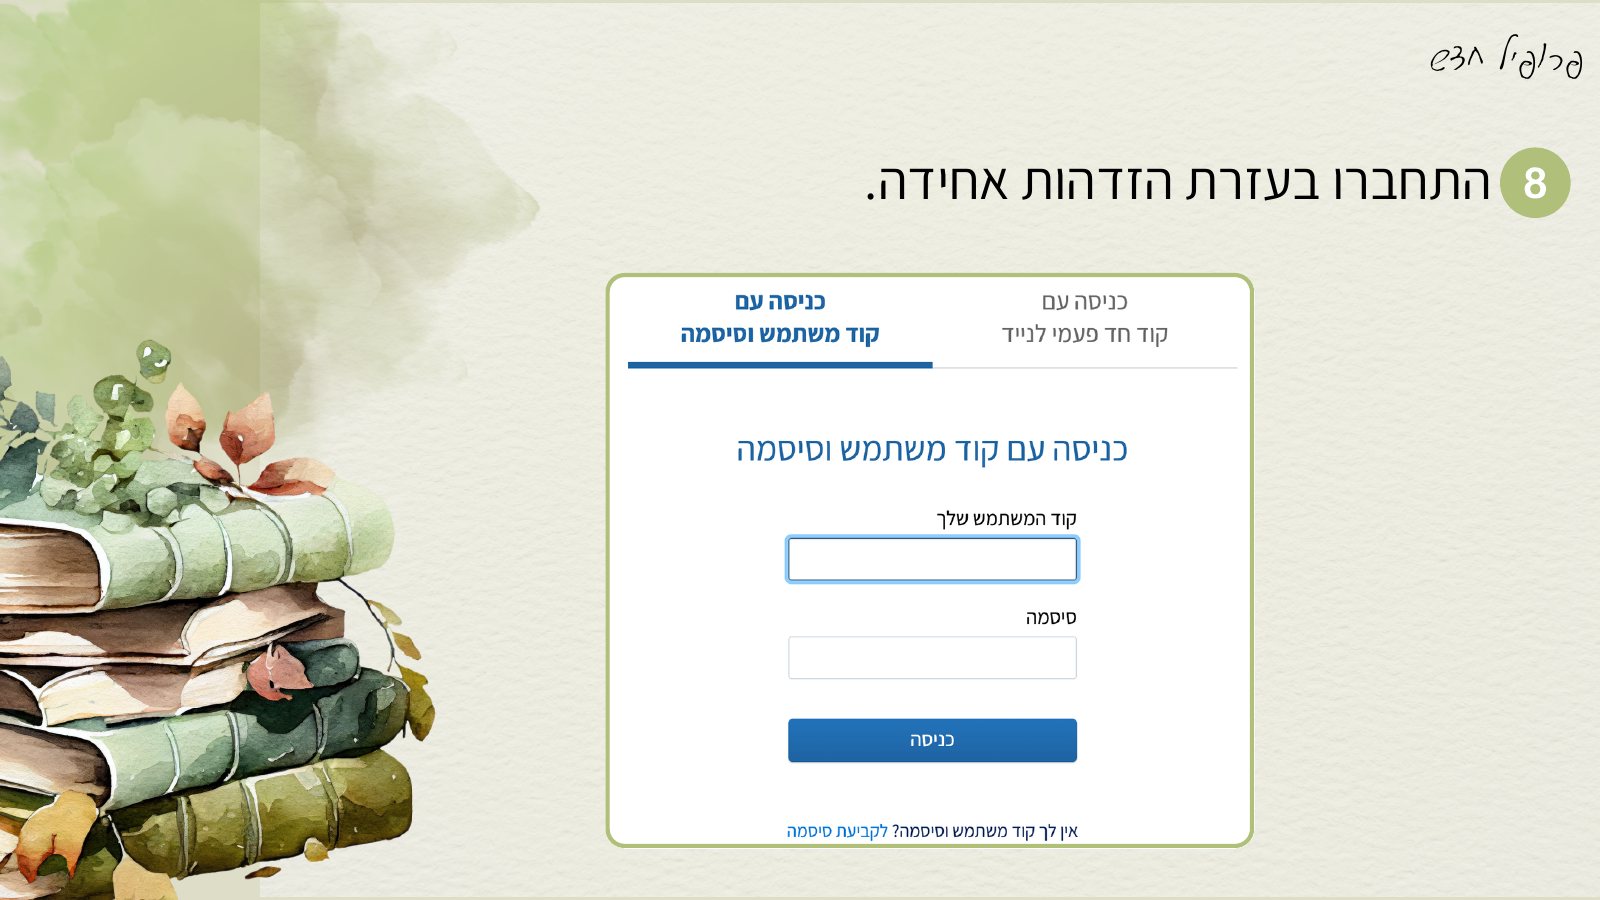 פרופיל חדש
8 התחברו בעזרת הזדהות אחידה.
כניסה עם
קוד חד פעמי לנייד
כניסה עם
קוד משתמש וסיסמה
כניסה עם קוד משתמש וסיסמה
קוד המשתמש שלך
סיסמה
כניסה
אין לך קוד משתמש וסיסמה? לקביעת סיסמה